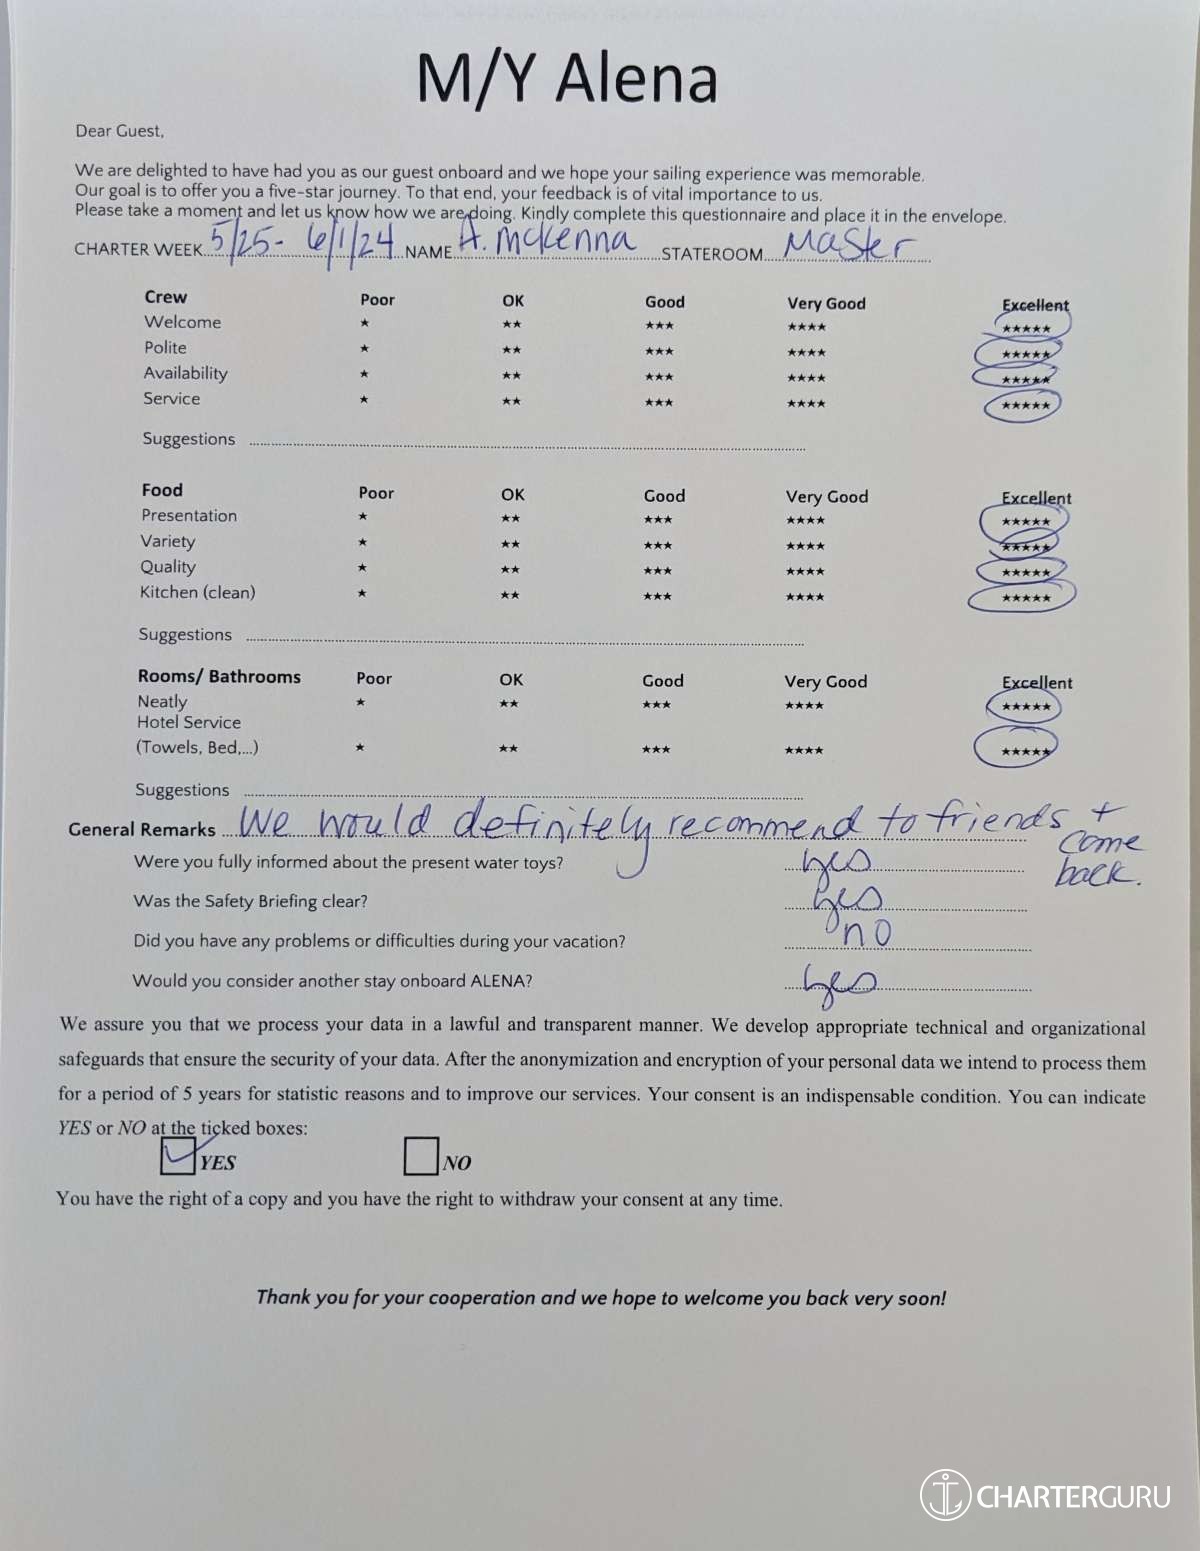 M/Y Alena
Dear Guest,
We are delighted to have had you as our guest onboard and we hope your sailing experience was memorable.
Our goal is to offer you a five-star journey. To that end, your feedback is of vital importance to us.
Please take a moment and let us know how we are doing. Kindly complete this questionnaire and place it in the envelope.
CHARTER WEEK 5/25 - 6/1/24 NAME A. McKenna STATEROOM Master
Crew Poor OK Good Very Good Excellent
Welcome ★ ★★ ★★★ ★★★★ ★★★★★
Polite ★ ★★ ★★★ ★★★★ ★★★★★
Availability ★ ★★ ★★★ ★★★★ ★★★★★
Service ★ ★★ ★★★ ★★★★ ★★★★★
Suggestions
Food Poor OK Good Very Good Excellent
Presentation ★ ★★ ★★★ ★★★★ ★★★★★
Variety ★ ★★ ★★★ ★★★★ ★★★★★
Quality ★ ★★ ★★★ ★★★★ ★★★★★
Kitchen (clean) ★ ★★ ★★★ ★★★★ ★★★★★
Suggestions
Rooms/ Bathrooms Poor OK Good Very Good Excellent
Neatly ★ ★★ ★★★ ★★★★ ★★★★★
Hotel Service
(Towels, Bed,...) ★ ★★ ★★★ ★★★★ ★★★★★
Suggestions
General Remarks We would definitely recommend to friends +
come
back.
Were you fully informed about the present water toys? yes
Was the Safety Briefing clear? yes
Did you have any problems or difficulties during your vacation? no
Would you consider another stay onboard ALENA? yes
We assure you that we process your data in a lawful and transparent manner. We develop appropriate technical and organizational
safeguards that ensure the security of your data. After the anonymization and encryption of your personal data we intend to process them
for a period of 5 years for statistic reasons and to improve our services. Your consent is an indispensable condition. You can indicate
YES or NO at the ticked boxes:
YES NO
You have the right of a copy and you have the right to withdraw your consent at any time.
Thank you for your cooperation and we hope to welcome you back very soon!
CHARTERGURU